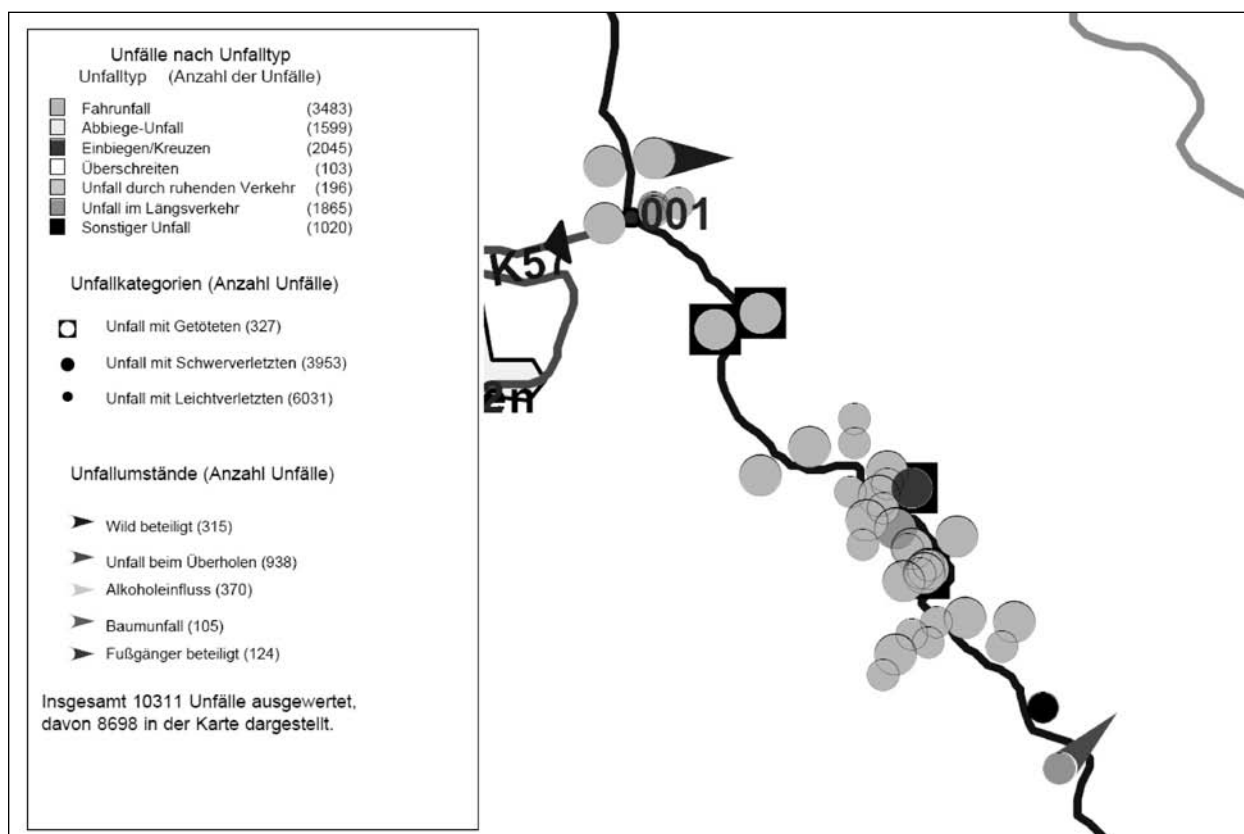 Unfälle nach Unfalltyp
Unfalltyp (Anzahl der Unfälle)
Fahrunfall (3483)
Abbiege-Unfall (1599)
Einbiegen/Kreuzen (2045)
Überschreiten (103)
Unfall durch ruhenden Verkehr (196)
Unfall im Längsverkehr (1865)
Sonstiger Unfall (1020)
Unfallkategorien (Anzahl Unfälle)
Unfall mit Getöteten (327)
Unfall mit Schwerverletzten (3953)
Unfall mit Leichtverletzten (6031)
Unfallumstände (Anzahl Unfälle)
Wild beteiligt (315)
Unfall beim Überholen (938)
Alkoholeinfluss (370)
Baumunfall (105)
Fußgänger beteiligt (124)
Insgesamt 10311 Unfälle ausgewertet,
davon 8698 in der Karte dargestellt.
001
K57